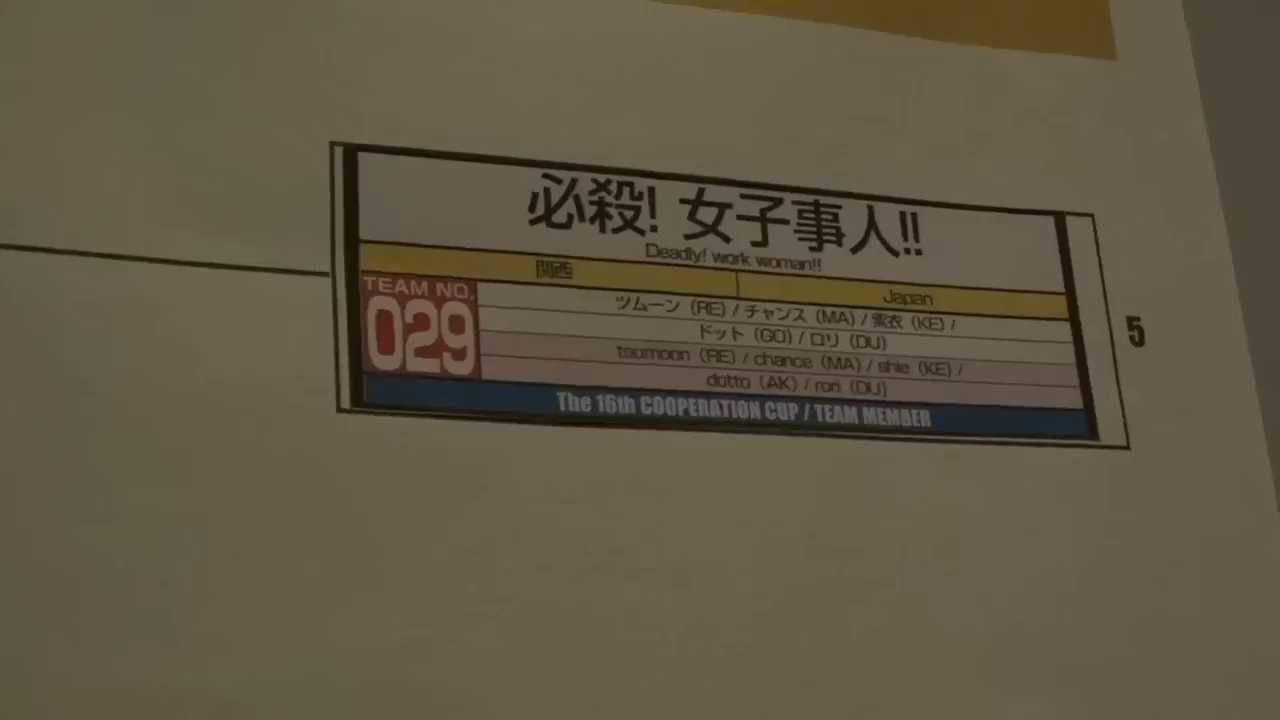 必殺! 女子事人!!
Deadly! work woman!!
関西
Japan
TEAM NO.
029
ツムーン (RE) / チャンス (MA) / 紫衣 (KE) /
ドット (GO) / ロリ (DU)
tsumoon (RE) / chance (MA) / shie (KE) /
dotto (AK) / rori (DU)
The 16th COOPERATION CUP / TEAM MEMBER
5